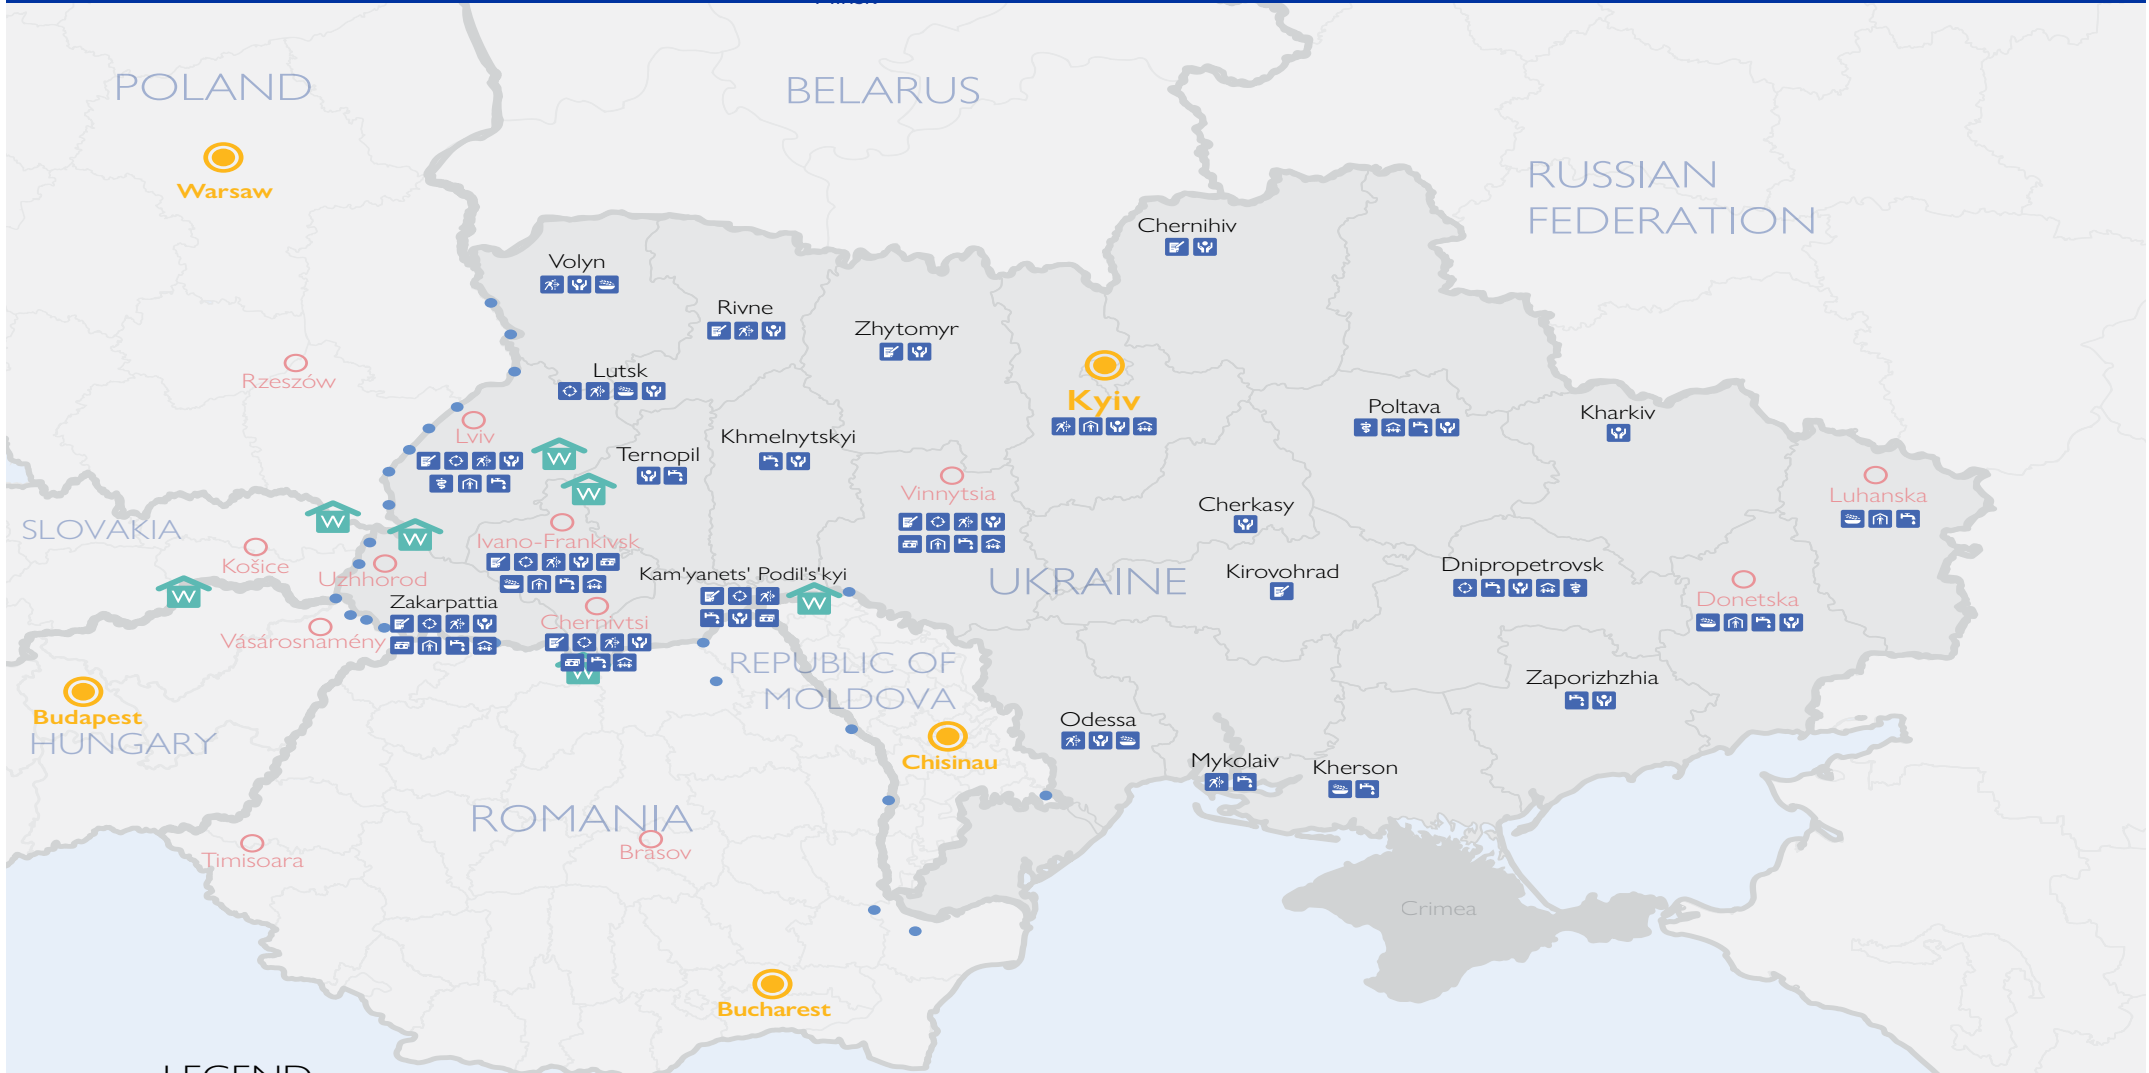 POLAND
BELARUS
Warsaw
RUSSIAN
FEDERATION
Chernihiv
Volyn
Rivne
Zhytomyr
Rzeszów
Lutsk
Kyiv
Poltava
Kharkiv
Lviv
Khmelnytskyi
Ternopil
Vinnytsia
Luhanska
Cherkasy
SLOVAKIA
Ivano-Frankivsk
Košice
Uzhhorod
Kam'yanets' Podil's'kyi
UKRAINE
Kirovohrad
Dnipropetrovsk
Donetska
Zakarpattia
Chernivtsi
Vásárosnamény
REPUBLIC OF
MOLDOVA
Zaporizhzhia
Budapest
HUNGARY
Odessa
Chisinau
Mykolaiv
Kherson
ROMANIA
Brasov
Timisoara
Crimea
Bucharest
LEGEND